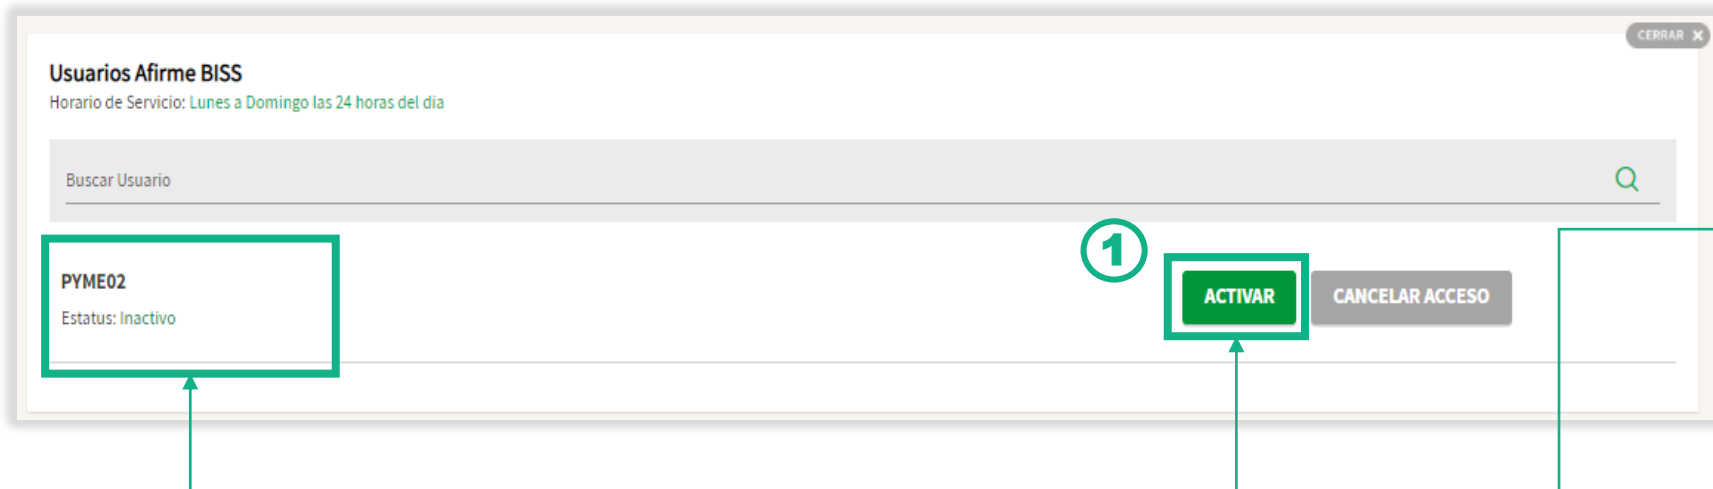 CERRAR X
Usuarios Afirme BISS
Horario de Servicio: Lunes a Domingo las 24 horas del día
Buscar Usuario
1
PYME02
ACTIVAR
CANCELAR ACCESO
Estatus: Inactivo